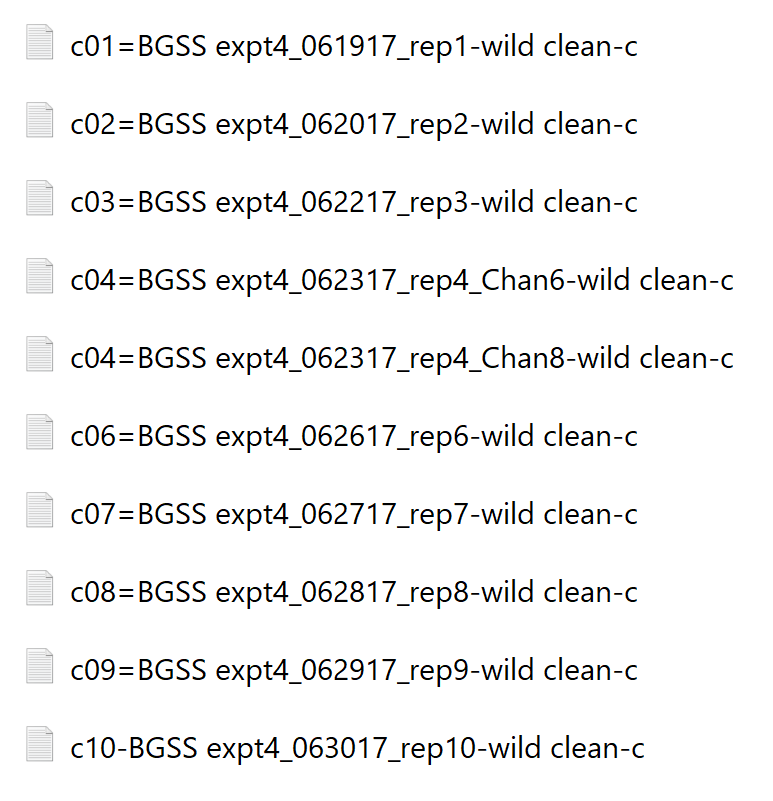 c01=BGSS expt4_061917_rep1-wild clean-c
c02=BGSS expt4_062017_rep2-wild clean-c
c03=BGSS expt4_062217_rep3-wild clean-c
c04=BGSS expt4_062317_rep4_Chan6-wild clean-c
c04=BGSS expt4_062317_rep4_Chan8-wild clean-c
c06=BGSS expt4_062617_rep6-wild clean-c
c07=BGSS expt4_062717_rep7-wild clean-c
c08=BGSS expt4_062817_rep8-wild clean-c
c09=BGSS expt4_062917_rep9-wild clean-c
c10-BGSS expt4_063017_rep10-wild clean-c